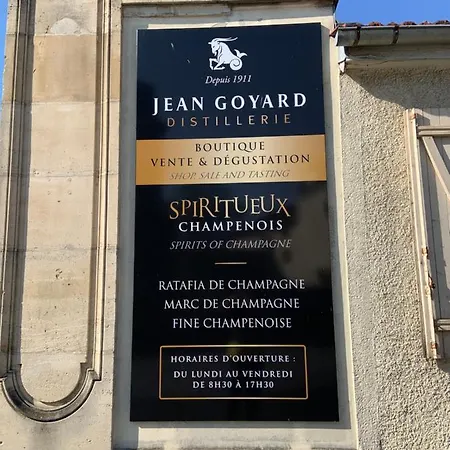 Depuis 1911
JEAN GOYARD
DISTILLERIE
BOUTIQUE
VENTE & DÉGUSTATION
SHOP, SALE AND TASTING
SPIRITUEUX
CHAMPENOIS
SPIRITS OF CHAMPAGNE
RATAFIA DE CHAMPAGNE
MARC DE CHAMPAGNE
FINE CHAMPENOISE
HORAIRES D'OUVERTURE :
DU LUNDI AU VENDREDI
DE 8H30 À 17H30